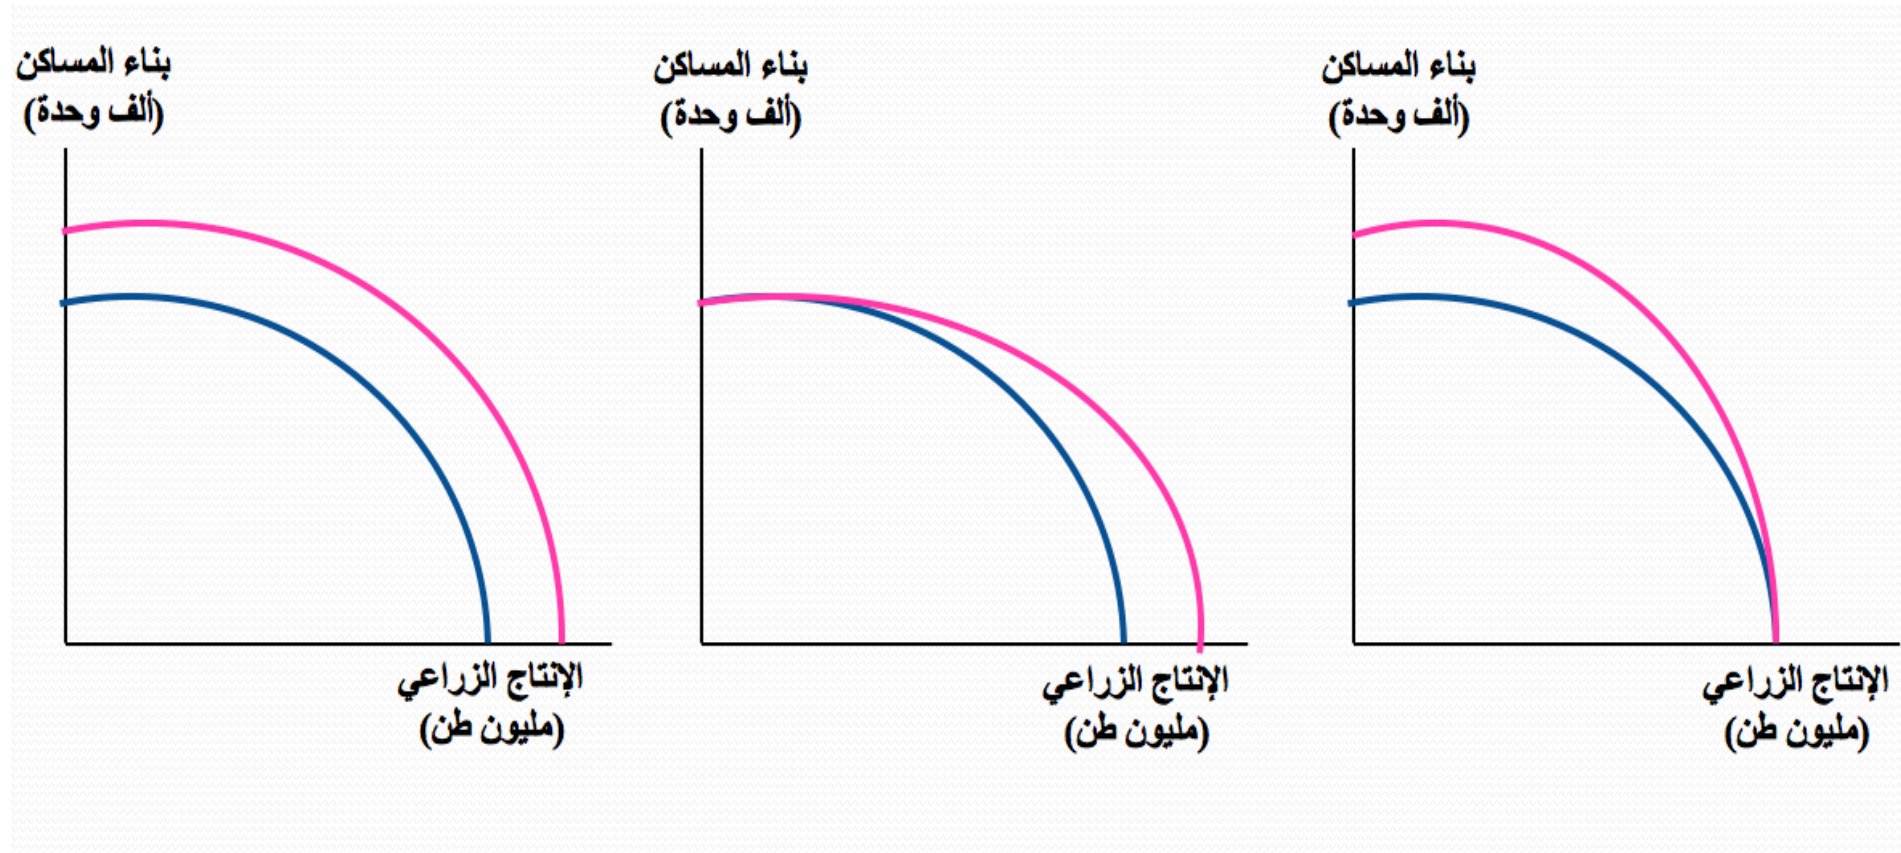 بناء المساكن
(ألف وحدة)
بناء المساكن
(ألف وحدة)
بناء المساكن
(ألف وحدة)
الإنتاج الزراعي
(مليون طن)
الإنتاج الزراعي
(مليون طن)
الإنتاج الزراعي
(مليون طن)